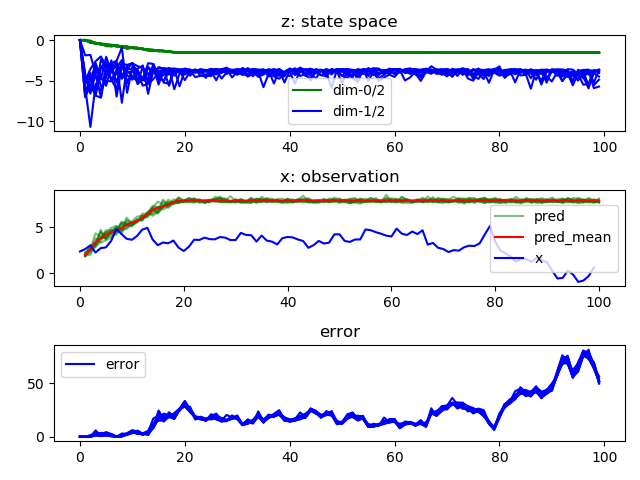 z: state space
0
−5
−10
dim-0/2
dim-1/2
0 20 40 60 80 100
x: observation
5
0
pred
pred_mean
x
0 20 40 60 80 100
error
error
50
0
0 20 40 60 80 100